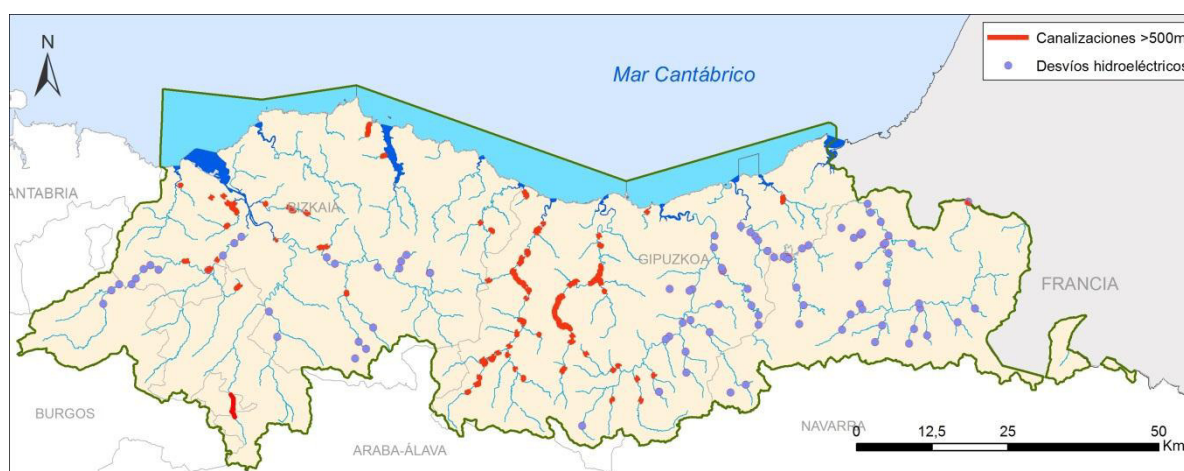 N
Mar Cantábrico
Canalizaciones >500m
Desvíos hidroeléctricos
ANTABRIA
BIZKAIA
GIPUZKOA
FRANCIA
BURGOS
ARABA-ÁLAVA
NAVARRA
0 12,5 25 50
Km